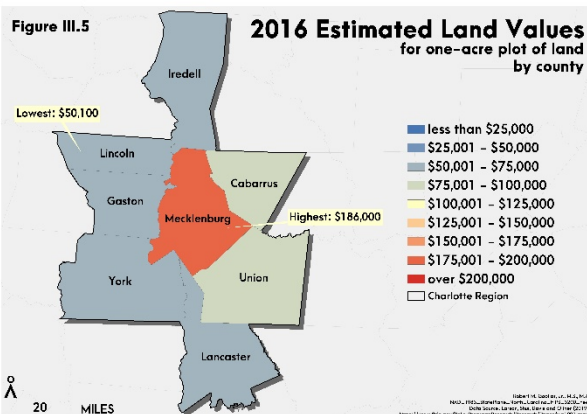 Figure III.5
2016 Estimated Land Values
for one-acre plot of land
by county
Iredell
Lowest: $50,100
Lincoln
Gaston
Cabarrus
Mecklenburg
Highest: $186,000
York
Union
Lancaster
less than $25,000
$25,001 - $50,000
$50,001 - $75,000
$75,001 - $100,000
$100,001 - $125,000
$125,001 - $150,000
$150,001 - $175,000
$175,001 - $200,000
over $200,000
Charlotte Region
20 MILES